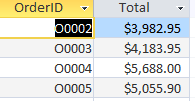 OrderID Total
O0002 $3,982.95
O0003 $4,183.95
O0004 $5,688.00
O0005 $5,055.90